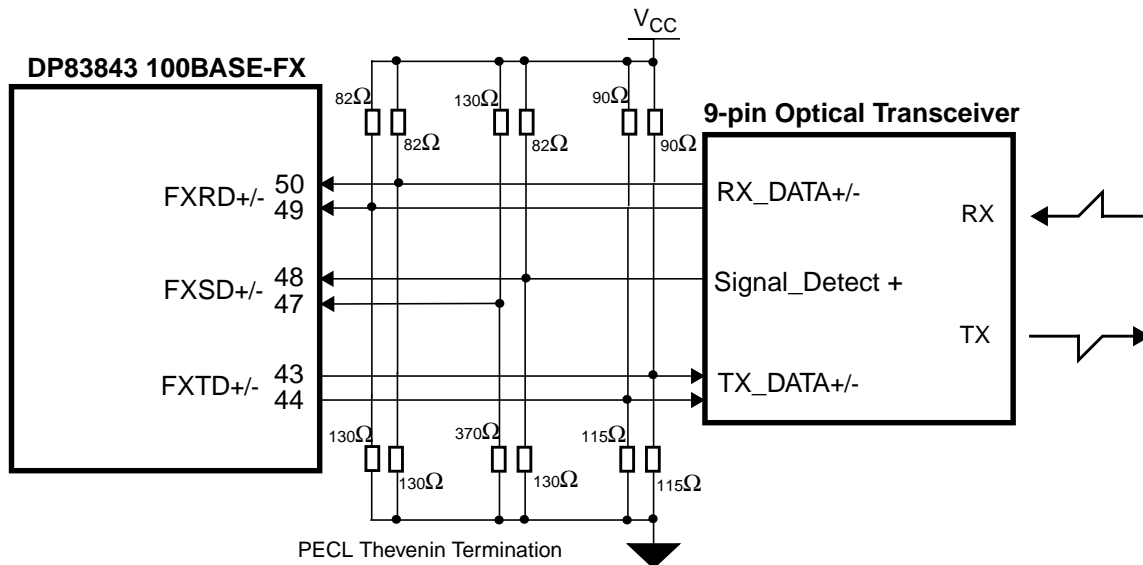 V_CC
DP83843 100BASE-FX
9-pin Optical Transceiver
82Ω
82Ω
130Ω
82Ω
90Ω
90Ω
FXRD+/-
50
49
RX_DATA+/-
RX
FXSD+/-
48
47
Signal_Detect +
TX
FXTD+/-
43
44
TX_DATA+/-
130Ω
130Ω
370Ω
130Ω
115Ω
115Ω
PECL Thevenin Termination